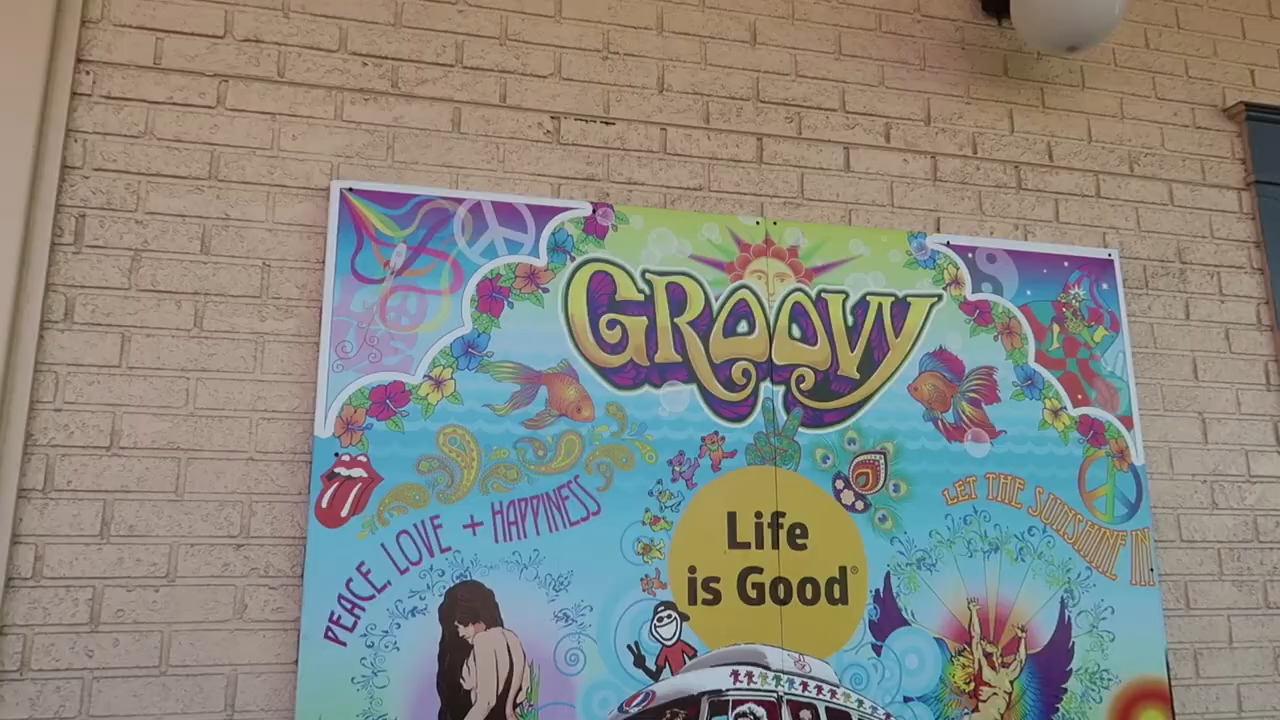 GROOVY
PEACE, LOVE + HAPPINESS
LET THE SUNSHINE IN
Life
is Good®